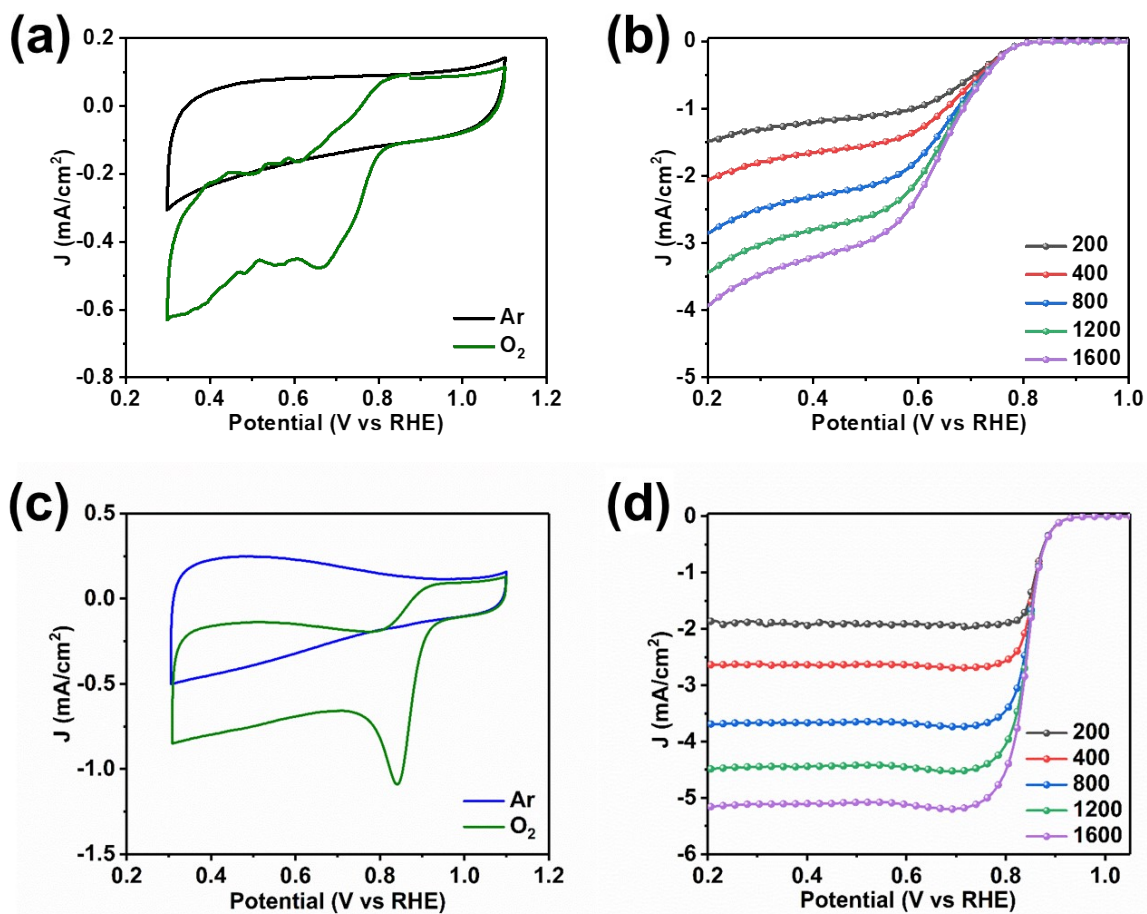 (a)
0.2
0.0
-0.2
-0.4
-0.6
-0.8
J (mA/cm²)
Ar
O₂
0.2 0.4 0.6 0.8 1.0 1.2
Potential (V vs RHE)
(b)
0
-1
-2
-3
-4
-5
J (mA/cm²)
200
400
800
1200
1600
0.2 0.4 0.6 0.8 1.0
Potential (V vs RHE)
(c)
0.5
0.0
-0.5
-1.0
-1.5
J (mA/cm²)
Ar
O₂
0.2 0.4 0.6 0.8 1.0 1.2
Potential (V vs RHE)
(d)
0
-1
-2
-3
-4
-5
-6
J (mA/cm²)
200
400
800
1200
1600
0.2 0.4 0.6 0.8 1.0
Potential (V vs RHE)